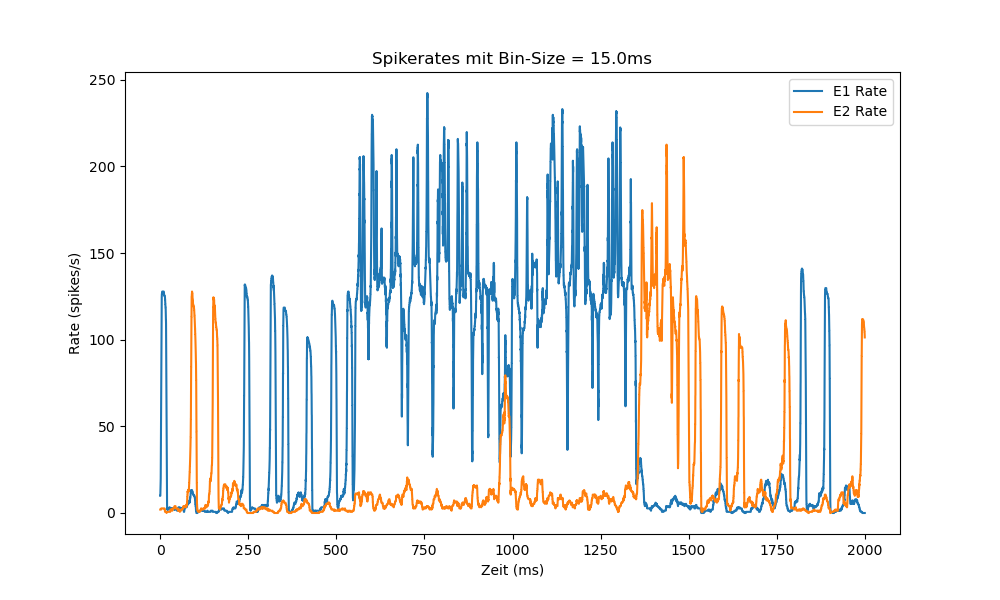 Spikerates mit Bin-Size = 15.0ms
E1 Rate
E2 Rate
Rate (spikes/s)
250
200
150
100
50
0
0 250 500 750 1000 1250 1500 1750 2000
Zeit (ms)